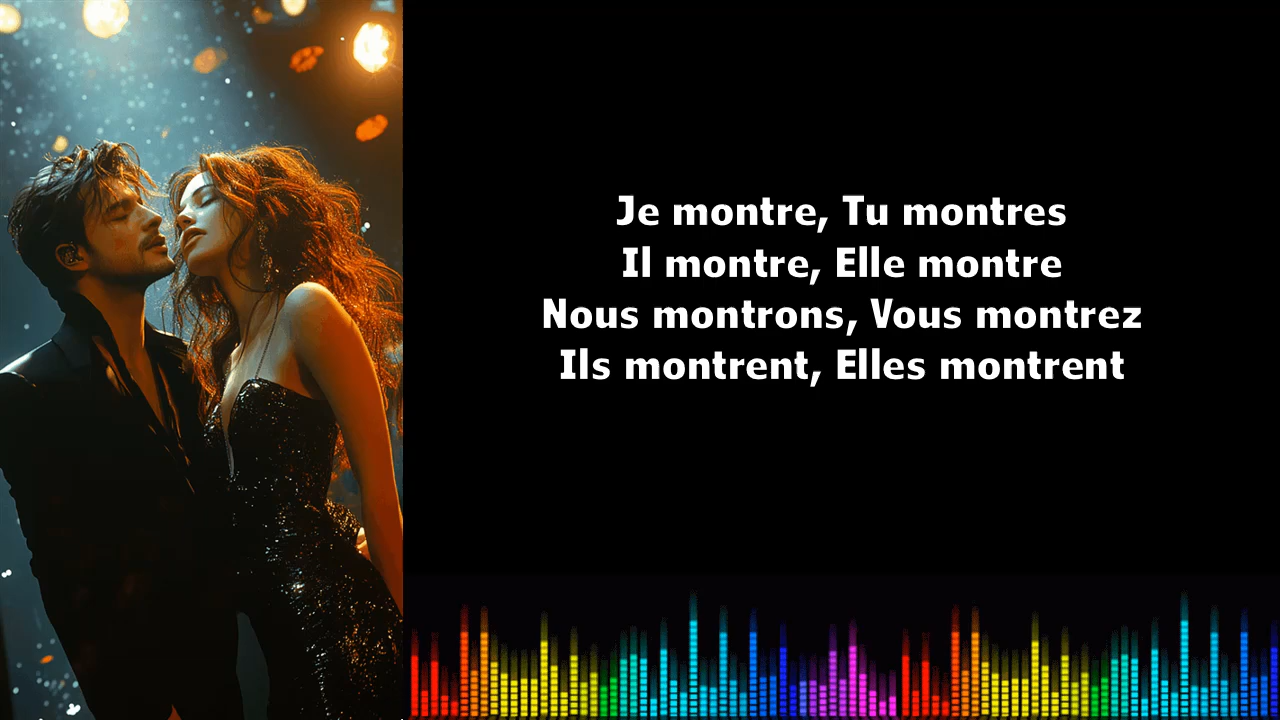 Je montre, Tu montres
Il montre, Elle montre
Nous montrons, Vous montrez
Ils montrent, Elles montrent